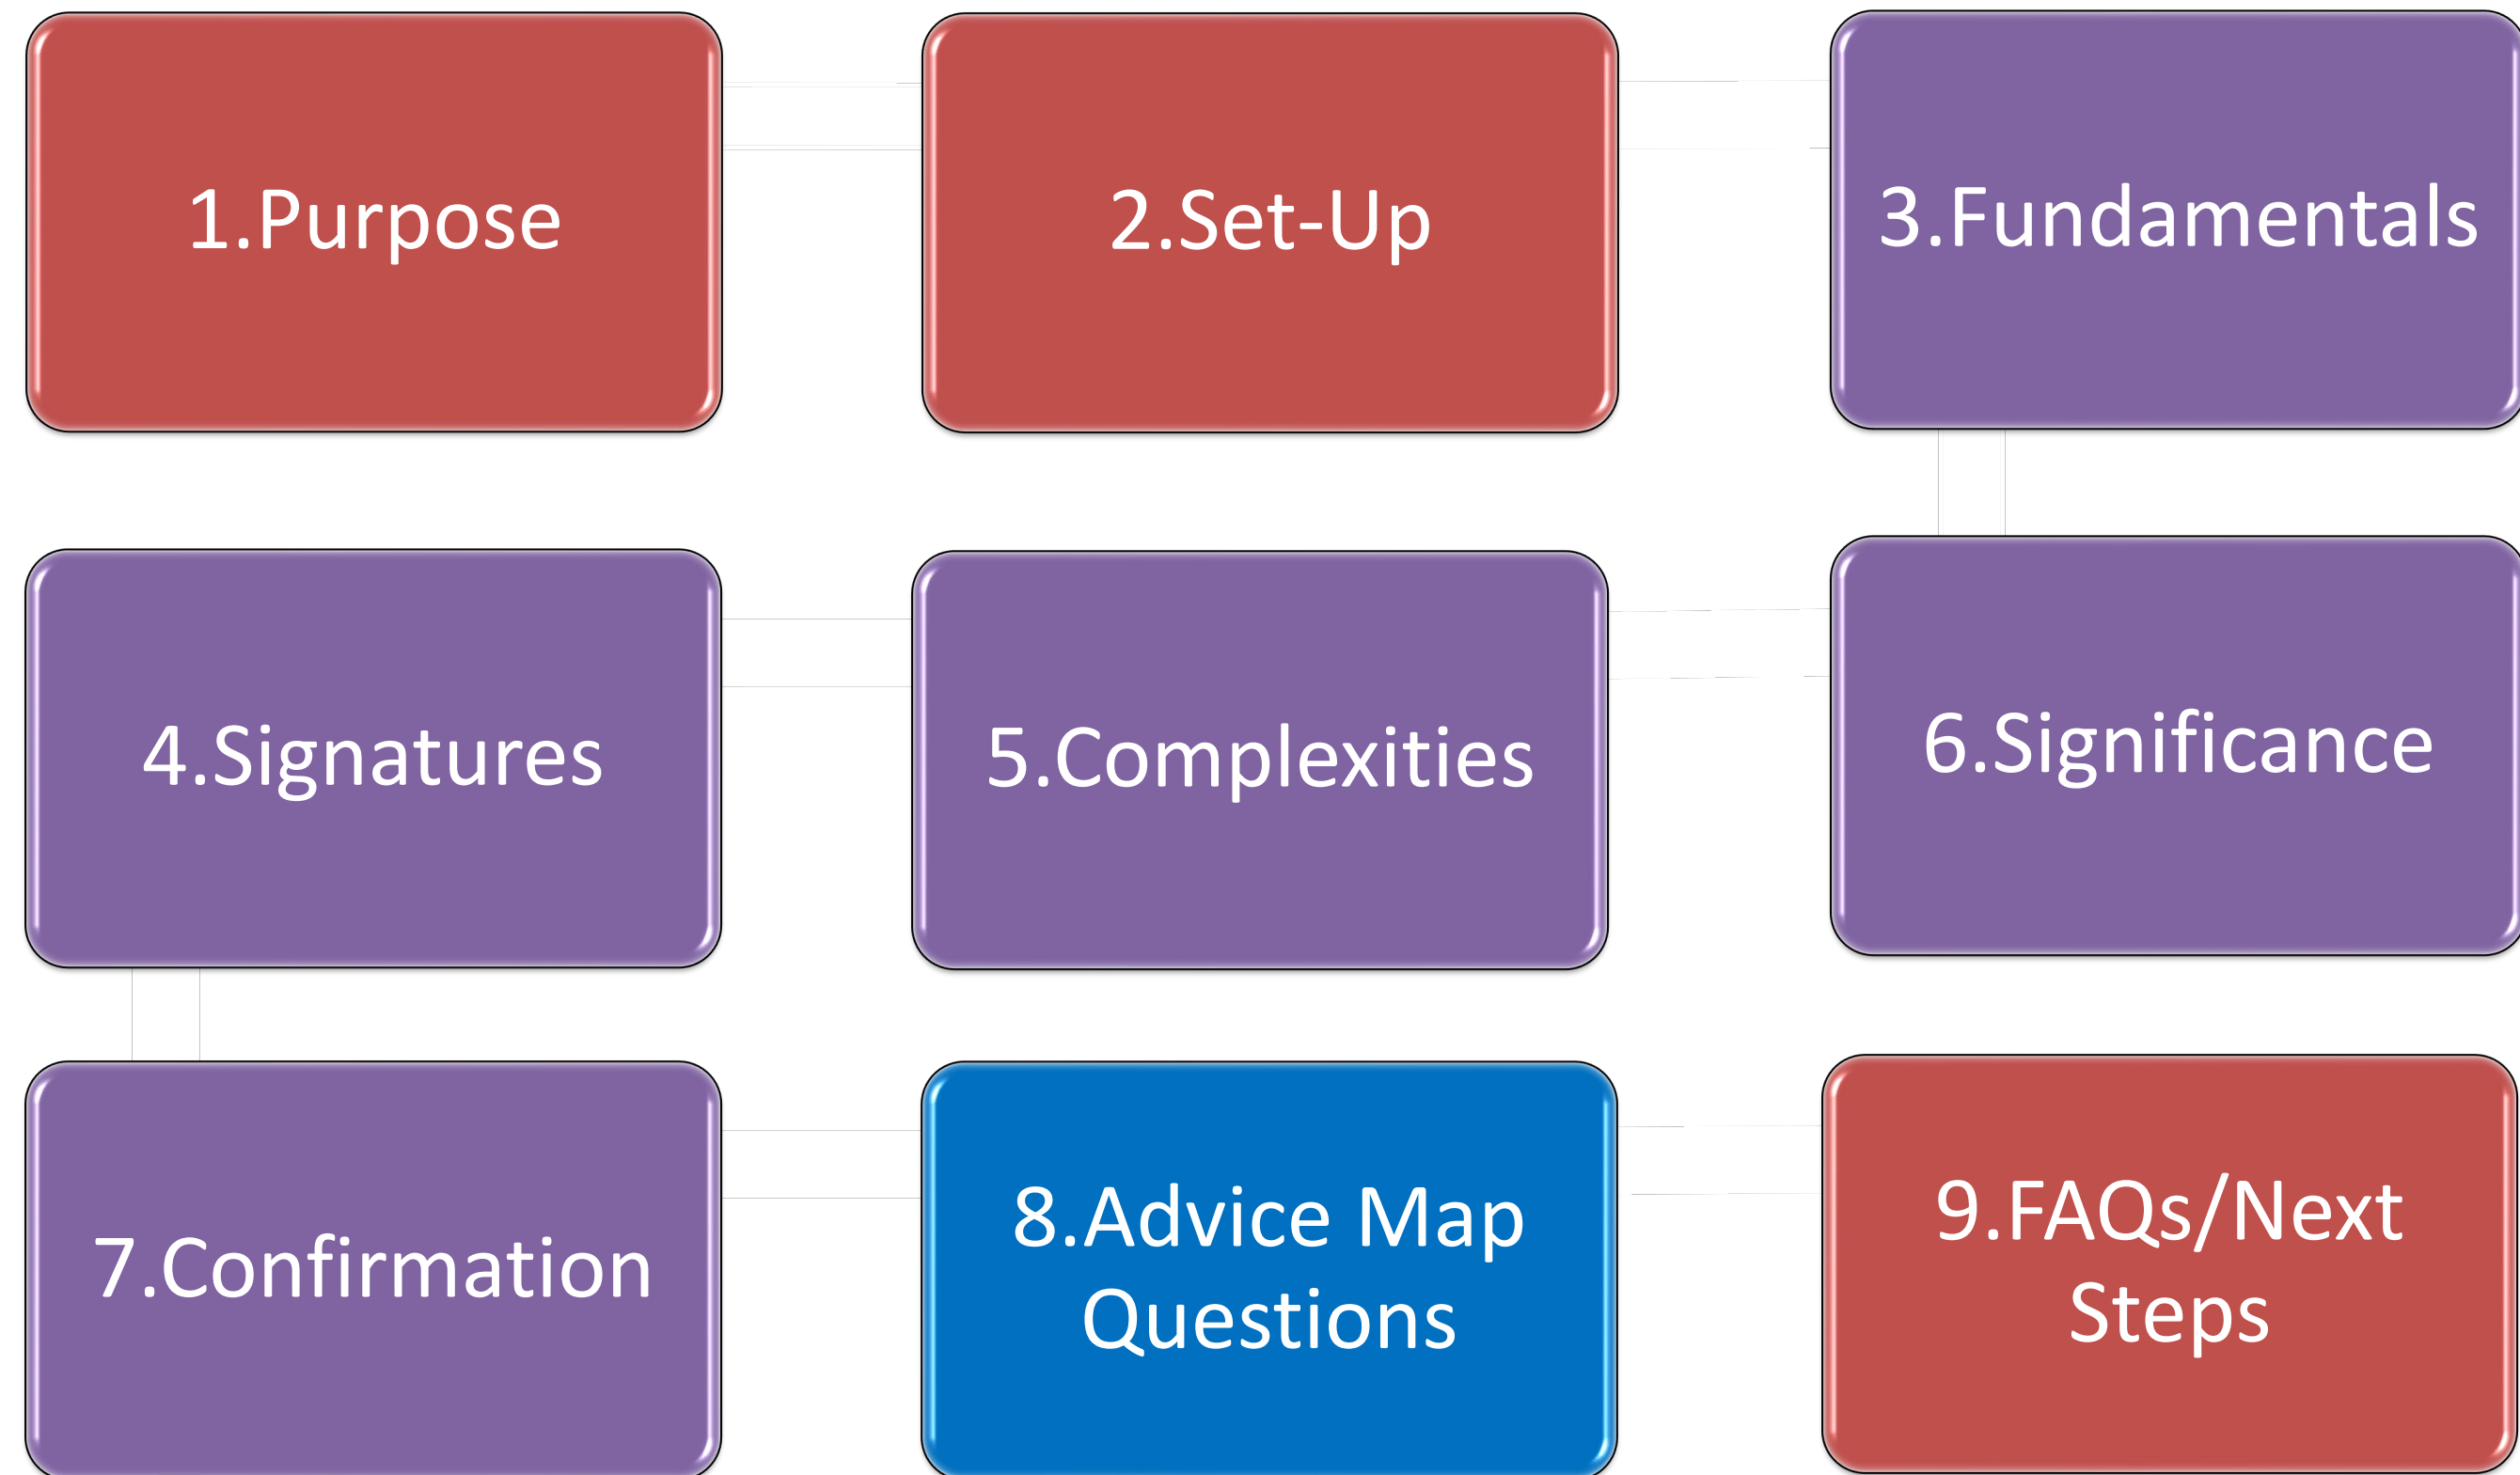 1.Purpose
2.Set-Up
3.Fundamentals
4.Signatures
5.Complexities
6.Significance
7.Confirmation
8.Advice Map
Questions
9.FAQs/Next
Steps